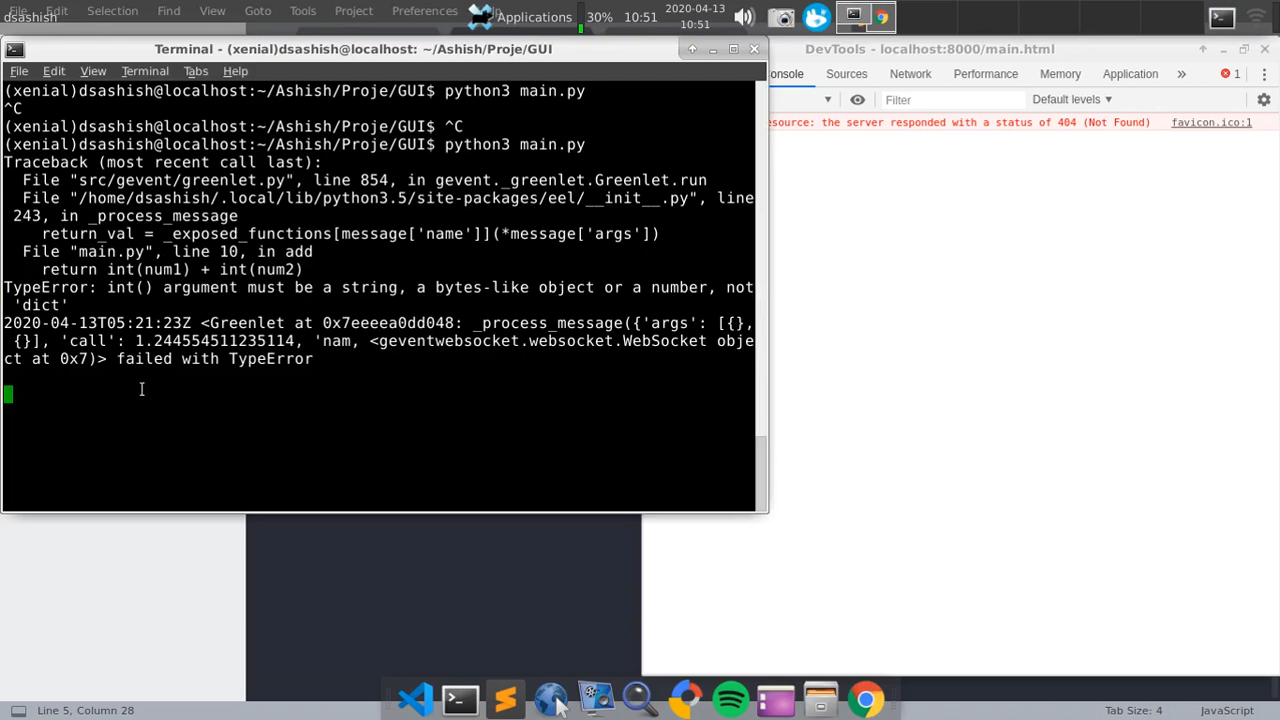 File Edit Selection Find View Goto Tools Project Preferences
dsashish
Applications 30% 10:51 2020-04-13
10:51
Terminal - (xenial)dsashish@localhost: ~/Ashish/Proje/GUI
DevTools - localhost:8000/main.html
File Edit View Terminal Tabs Help
onsole Sources Network Performance Memory Application » 1
Filter Default levels ▼
esource: the server responded with a status of 404 (Not Found) favicon.ico:1
(xenial)dsashish@localhost:~/Ashish/Proje/GUI$ python3 main.py
^C
(xenial)dsashish@localhost:~/Ashish/Proje/GUI$ ^C
(xenial)dsashish@localhost:~/Ashish/Proje/GUI$ python3 main.py
Traceback (most recent call last):
File "src/gevent/greenlet.py", line 854, in gevent._greenlet.Greenlet.run
File "/home/dsashish/.local/lib/python3.5/site-packages/eel/__init__.py", line
243, in _process_message
return_val = _exposed_functions[message['name']](*message['args'])
File "main.py", line 10, in add
return int(num1) + int(num2)
TypeError: int() argument must be a string, a bytes-like object or a number, not
'dict'
2020-04-13T05:21:23Z <Greenlet at 0x7eeeea0dd048: _process_message({'args': [{},
{}], 'call': 1.244554511235114, 'nam, <geventwebsocket.websocket.WebSocket obje
ct at 0x7)> failed with TypeError
Line 5, Column 28
Tab Size: 4 JavaScript